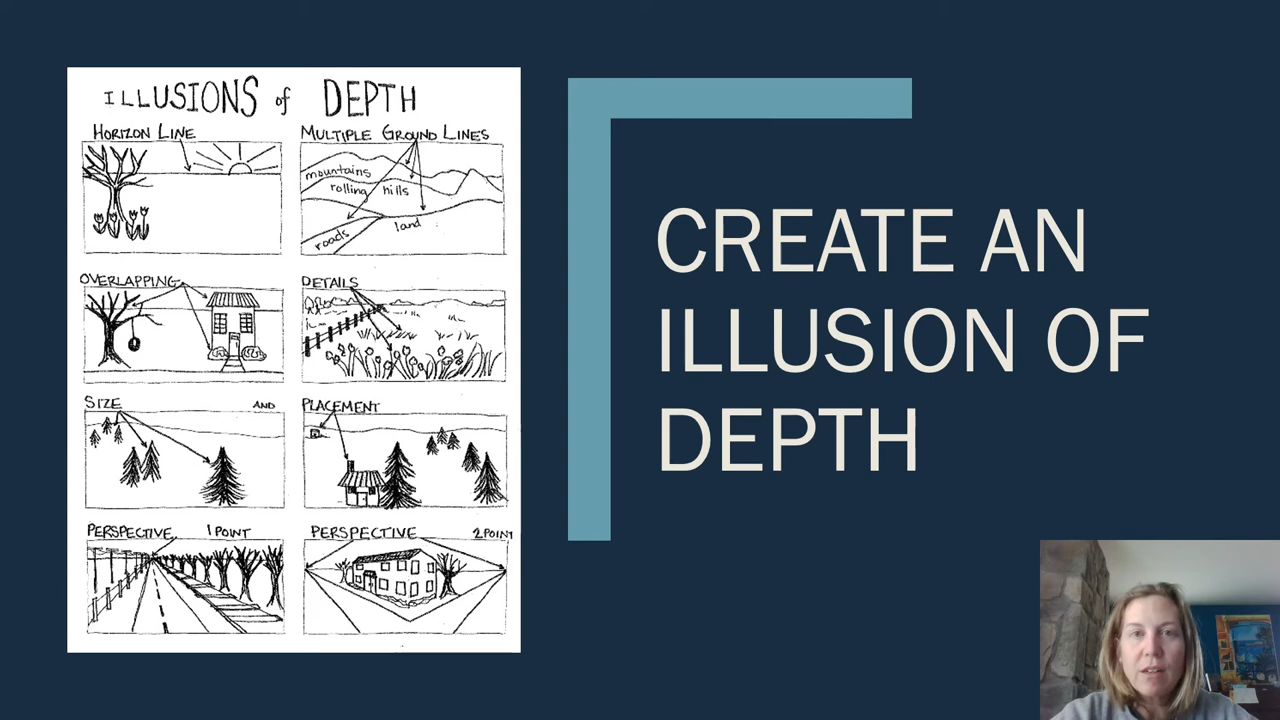 ILLUSIONS of DEPTH
HORIZON LINE
MULTIPLE GROUND LINES
mountains
rolling hills
land
roads
OVERLAPPING
DETAILS
SIZE AND
PLACEMENT
PERSPECTIVE 1 POINT
PERSPECTIVE 2 POINT
CREATE AN
ILLUSION OF
DEPTH